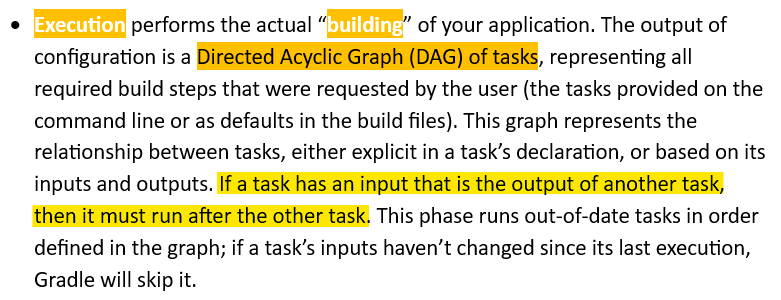 • Execution performs the actual “building” of your application. The output of
configuration is a Directed Acyclic Graph (DAG) of tasks, representing all
required build steps that were requested by the user (the tasks provided on the
command line or as defaults in the build files). This graph represents the
relationship between tasks, either explicit in a task’s declaration, or based on its
inputs and outputs. If a task has an input that is the output of another task,
then it must run after the other task. This phase runs out-of-date tasks in order
defined in the graph; if a task’s inputs haven’t changed since its last execution,
Gradle will skip it.